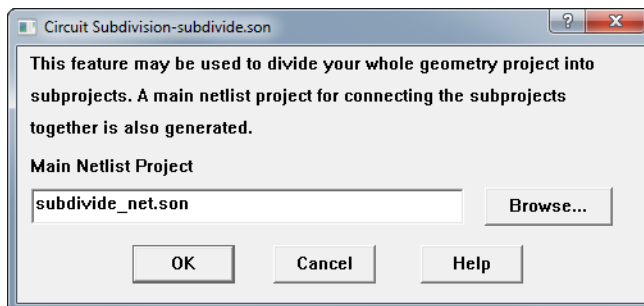 Circuit Subdivision-subdivide.son
?
This feature may be used to divide your whole geometry project into
subprojects. A main netlist project for connecting the subprojects
together is also generated.
Main Netlist Project
subdivide_net.son
Browse...
OK Cancel Help